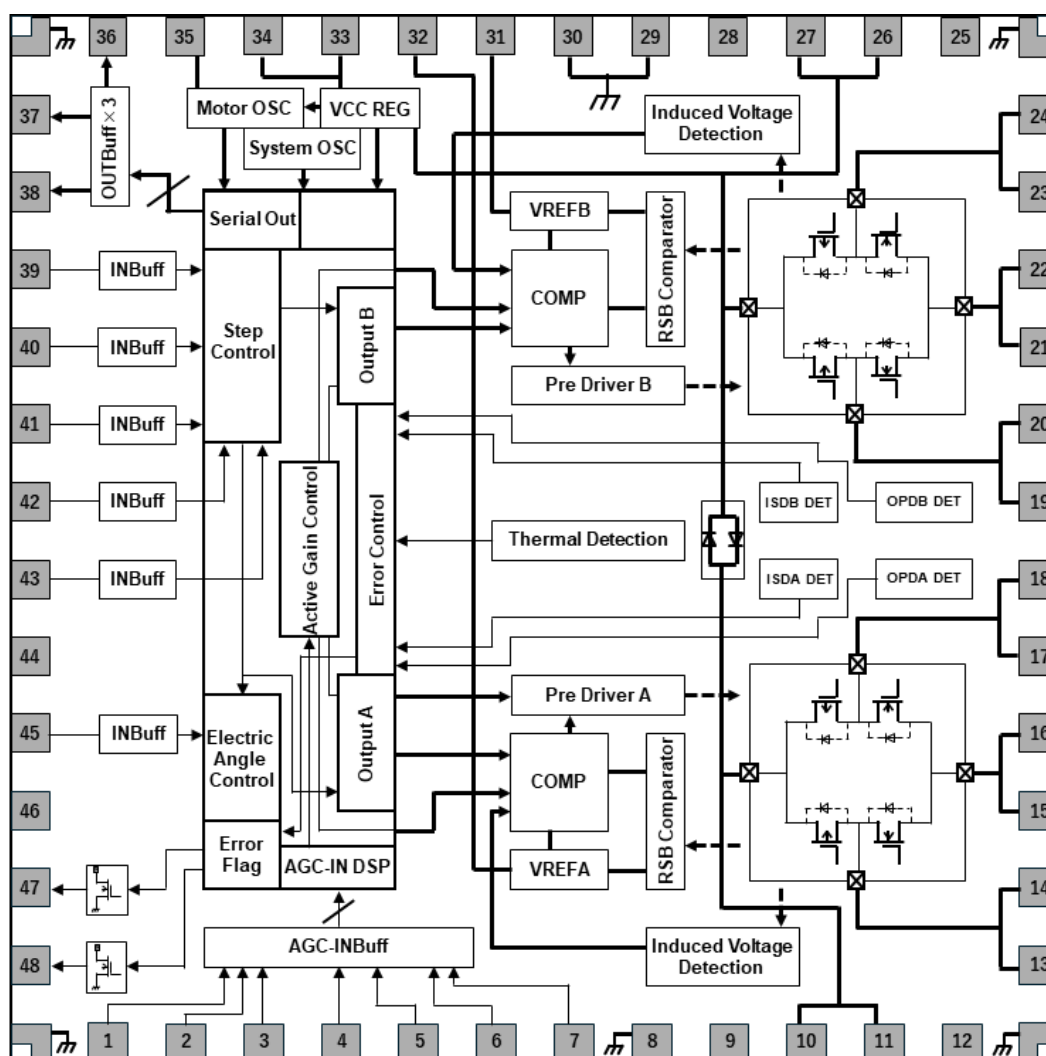 36
35
34
33
32
31
30
29
28
27
26
25
37
OUTBuff×3
Motor OSC
VCC REG
System OSC
Induced Voltage
Detection
24
38
Serial Out
VREFB
RSB Comparator
23
39
INBuff
COMP
22
40
INBuff
Step
Control
Output B
21
Pre Driver B
41
INBuff
20
42
INBuff
ISDB DET
OPDB DET
19
Active Gain Control
Error Control
Thermal Detection
43
INBuff
ISDA DET
OPDA DET
18
44
17
Pre Driver A
45
INBuff
Electric
Angle
Control
Output A
COMP
RSB Comparator
16
46
15
Error
Flag
AGC-IN DSP
VREFA
47
14
48
AGC-INBuff
Induced Voltage
Detection
13
1
2
3
4
5
6
7
8
9
10
11
12